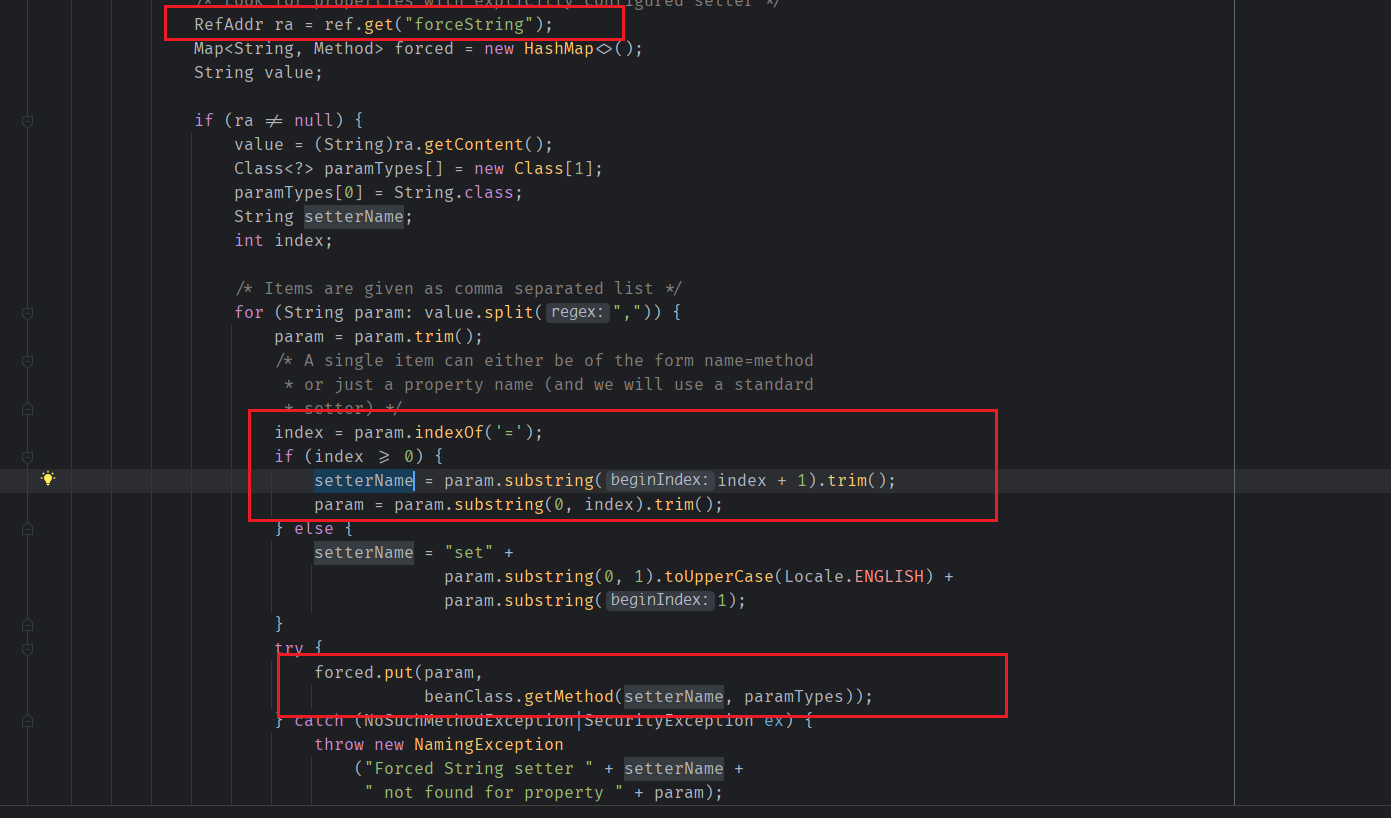 /* Look for properties with explicitly configured setter */
RefAddr ra = ref.get("forceString");
Map<String, Method> forced = new HashMap<>();
String value;
if (ra ≠ null) {
value = (String)ra.getContent();
Class<?> paramTypes[] = new Class[1];
paramTypes[0] = String.class;
String setterName;
int index;
/* Items are given as comma separated list */
for (String param: value.split( regex: ",")) {
param = param.trim();
/* A single item can either be of the form name=method
* or just a property name (and we will use a standard
* setter) */
index = param.indexOf('=');
if (index ⩾ 0) {
setterName = param.substring( beginIndex: index + 1).trim();
param = param.substring(0, index).trim();
} else {
setterName = "set" +
param.substring(0, 1).toUpperCase(Locale.ENGLISH) +
param.substring( beginIndex: 1);
}
try {
forced.put(param,
beanClass.getMethod(setterName, paramTypes));
} catch (NoSuchMethodException|SecurityException ex) {
throw new NamingException
("Forced String setter " + setterName +
" not found for property " + param);